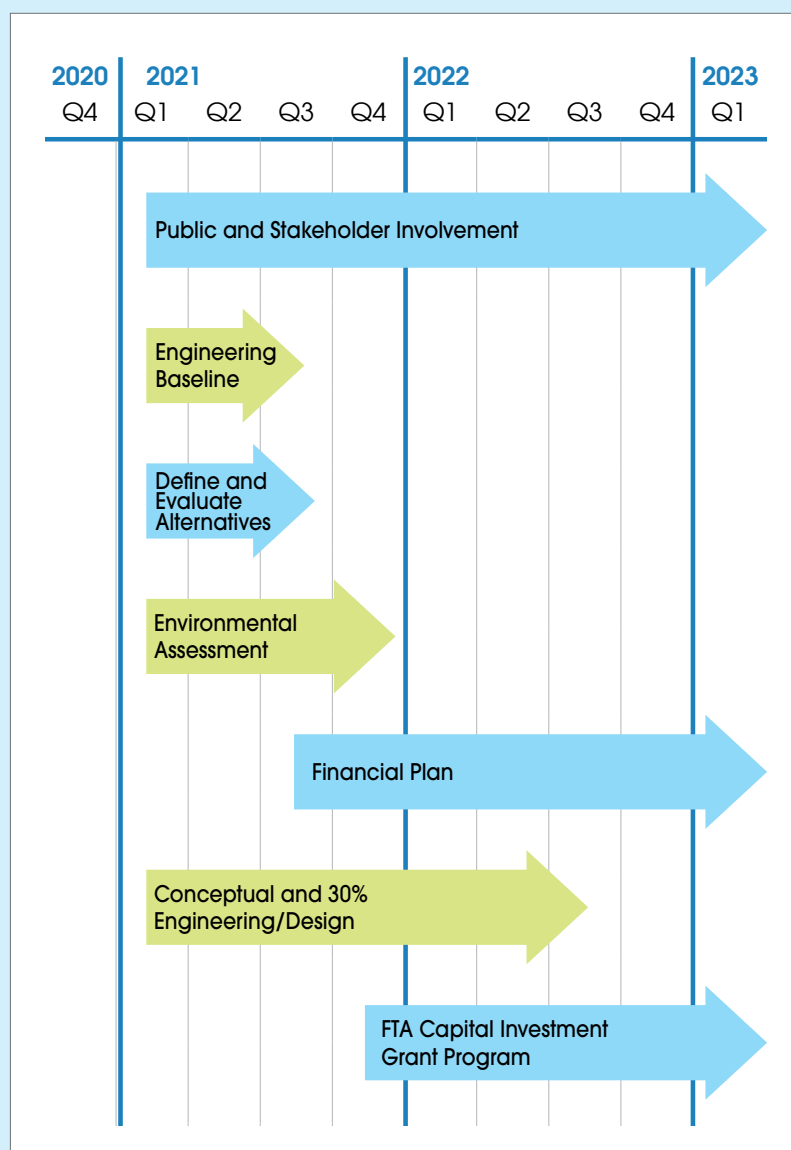 2020 2021 2022 2023
Q4 Q1 Q2 Q3 Q4 Q1 Q2 Q3 Q4 Q1
Public and Stakeholder Involvement
Engineering
Baseline
Define and
Evaluate
Alternatives
Environmental
Assessment
Financial Plan
Conceptual and 30%
Engineering/Design
FTA Capital Investment
Grant Program